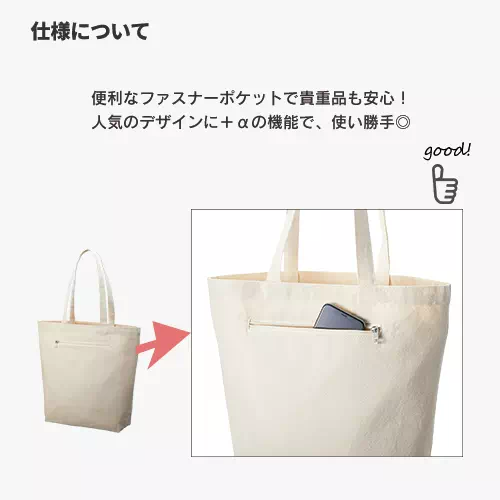 仕様について
便利なファスナーポケットで貴重品も安心！
人気のデザインに＋αの機能で、使い勝手◎
good!